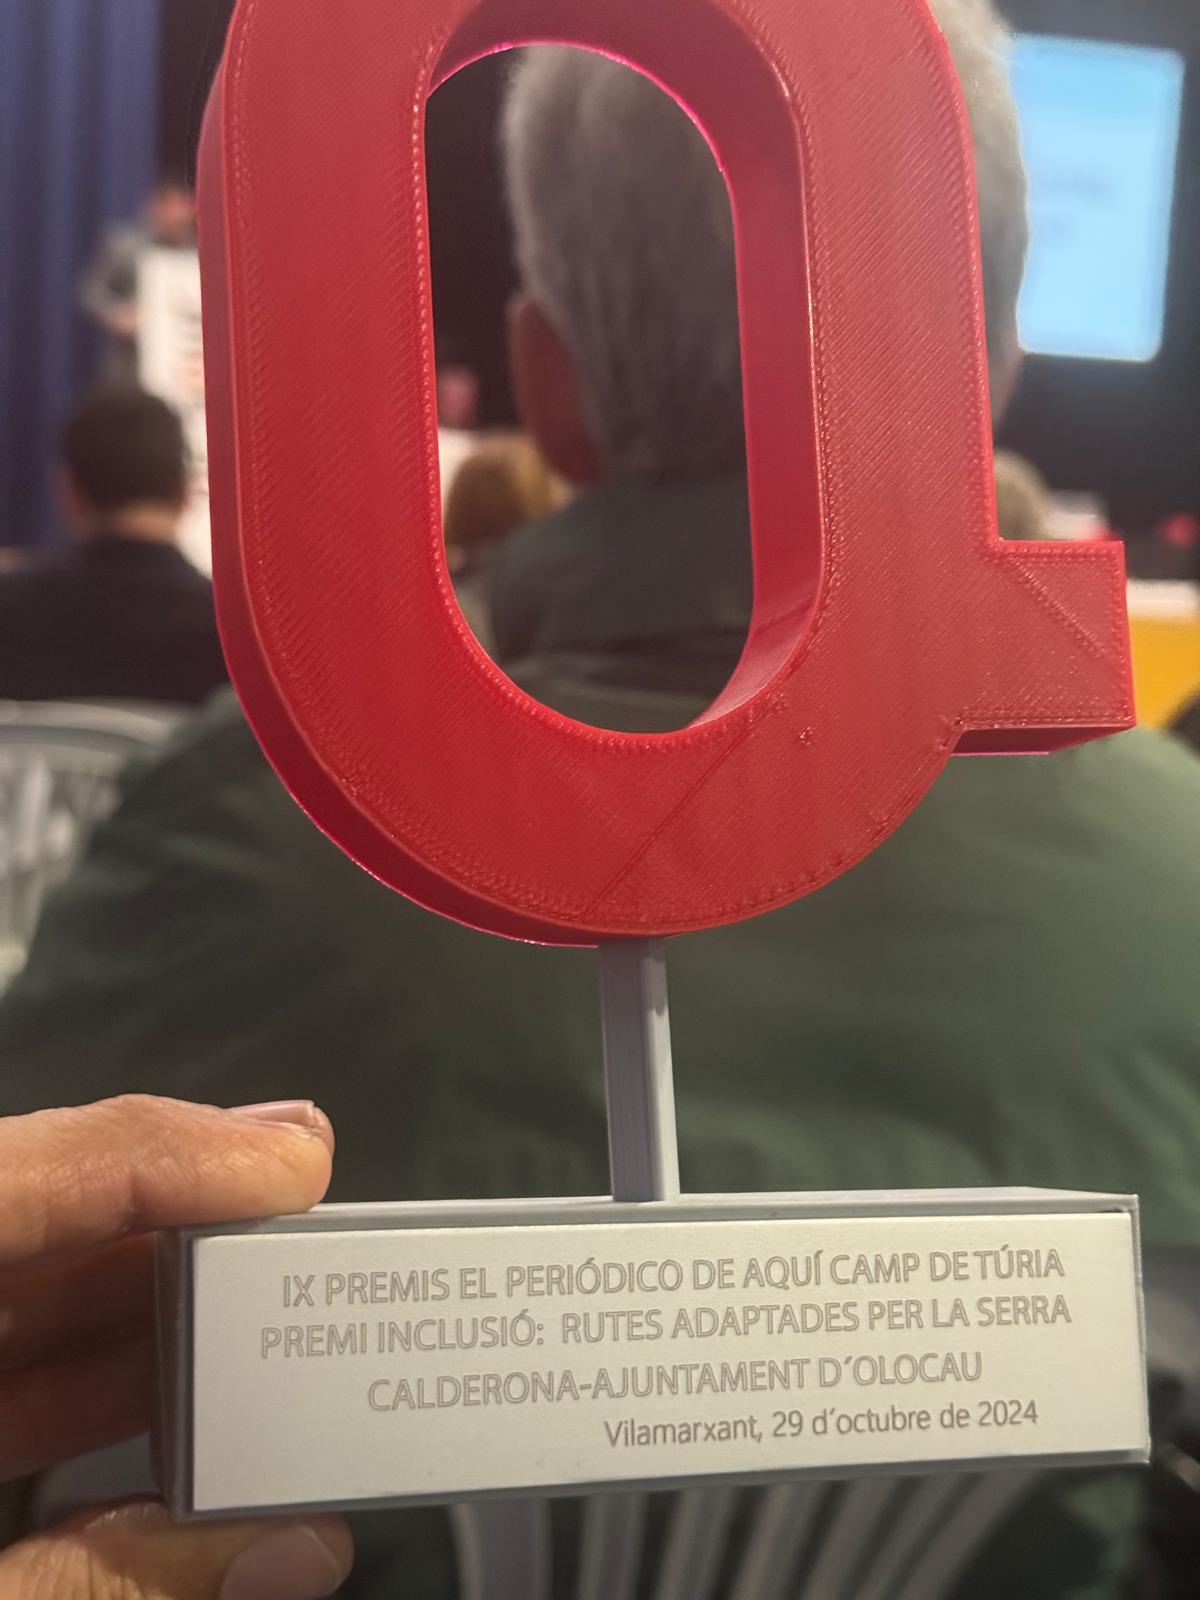 Q
IX PREMIS EL PERIÓDICO DE AQUÍ CAMP DE TÚRIA
PREMI INCLUSIÓ: RUTES ADAPTADES PER LA SERRA
CALDERONA-AJUNTAMENT D´OLOCAU
Vilamarxant, 29 d´octubre de 2024